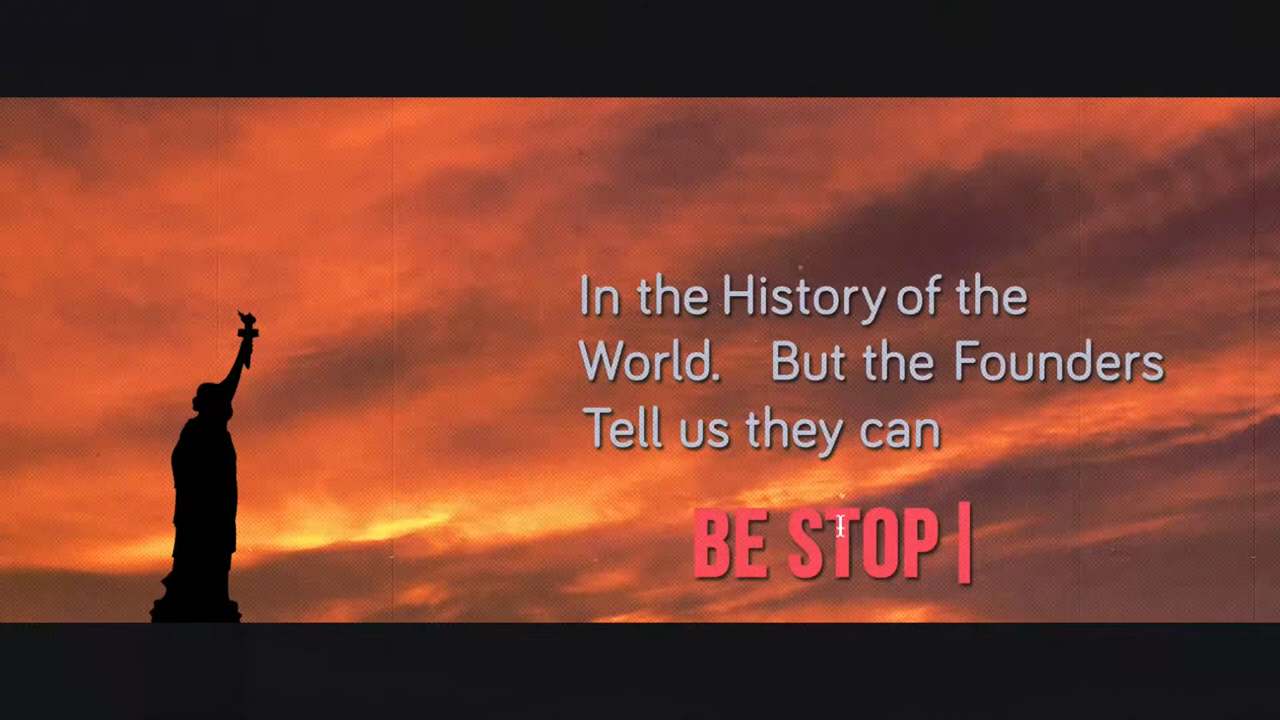 In the History of the
World. But the Founders
Tell us they can
BE STOP|